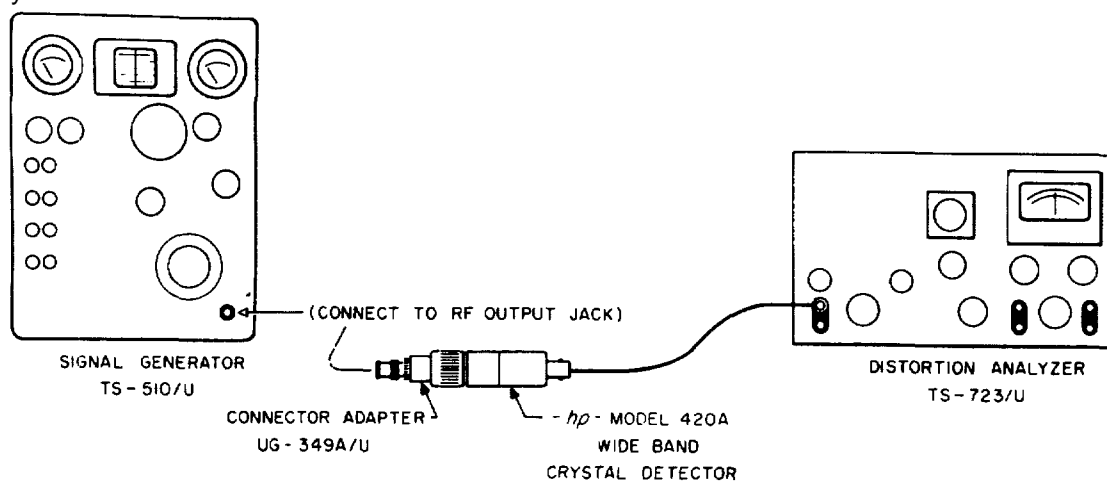 (CONNECT TO RF OUTPUT JACK)
SIGNAL GENERATOR
TS-510/U
CONNECTOR ADAPTER
UG-349A/U
-hp- MODEL 420A
WIDE BAND
CRYSTAL DETECTOR
DISTORTION ANALYZER
TS-723/U